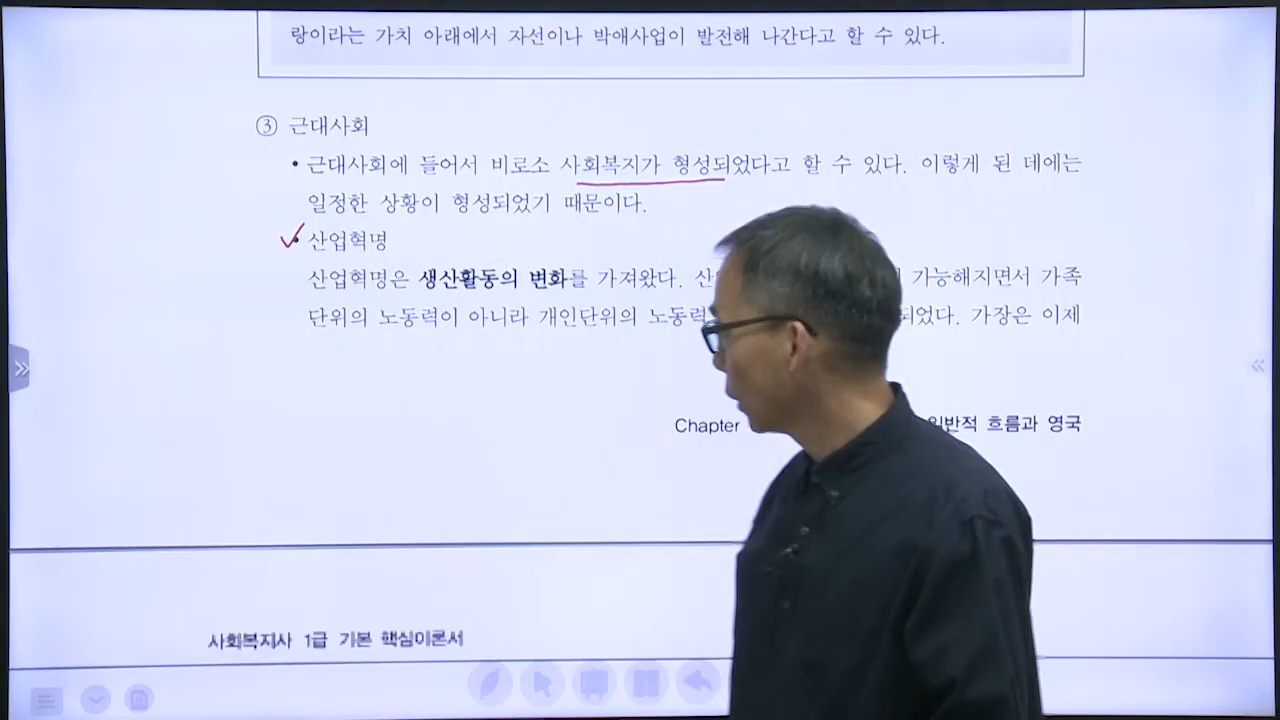 랑이라는 가치 아래에서 자선이나 박애사업이 발전해 나간다고 할 수 있다.
③ 근대사회
• 근대사회에 들어서 비로소 사회복지가 형성되었다고 할 수 있다. 이렇게 된 데에는
일정한 상황이 형성되었기 때문이다.
• 산업혁명
산업혁명은 생산활동의 변화를 가져왔다. 가능해지면서 가족
단위의 노동력이 아니라 개인단위의 노동력 되었다. 가장은 이제
Chapter 일반적 흐름과 영국
사회복지사 1급 기본 핵심이론서